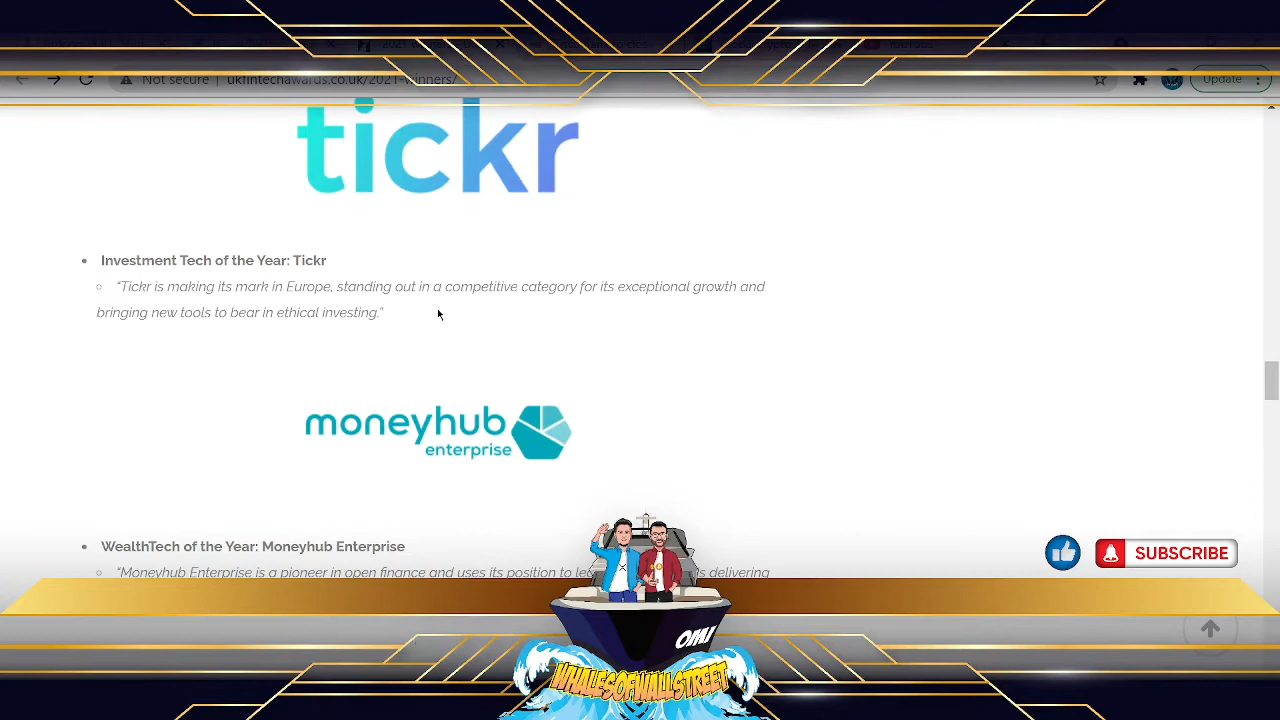 Not secure
ukfintechawards.co.uk/2021-winners/
Update
tickr
Investment Tech of the Year: Tickr
“Tickr is making its mark in Europe, standing out in a competitive category for its exceptional growth and
bringing new tools to bear in ethical investing.”
moneyhub
enterprise
WealthTech of the Year: Moneyhub Enterprise
“Moneyhub Enterprise is a pioneer in open finance and uses its position to
delivering
SUBSCRIBE
OMI
WHALESOFWALLSTREET